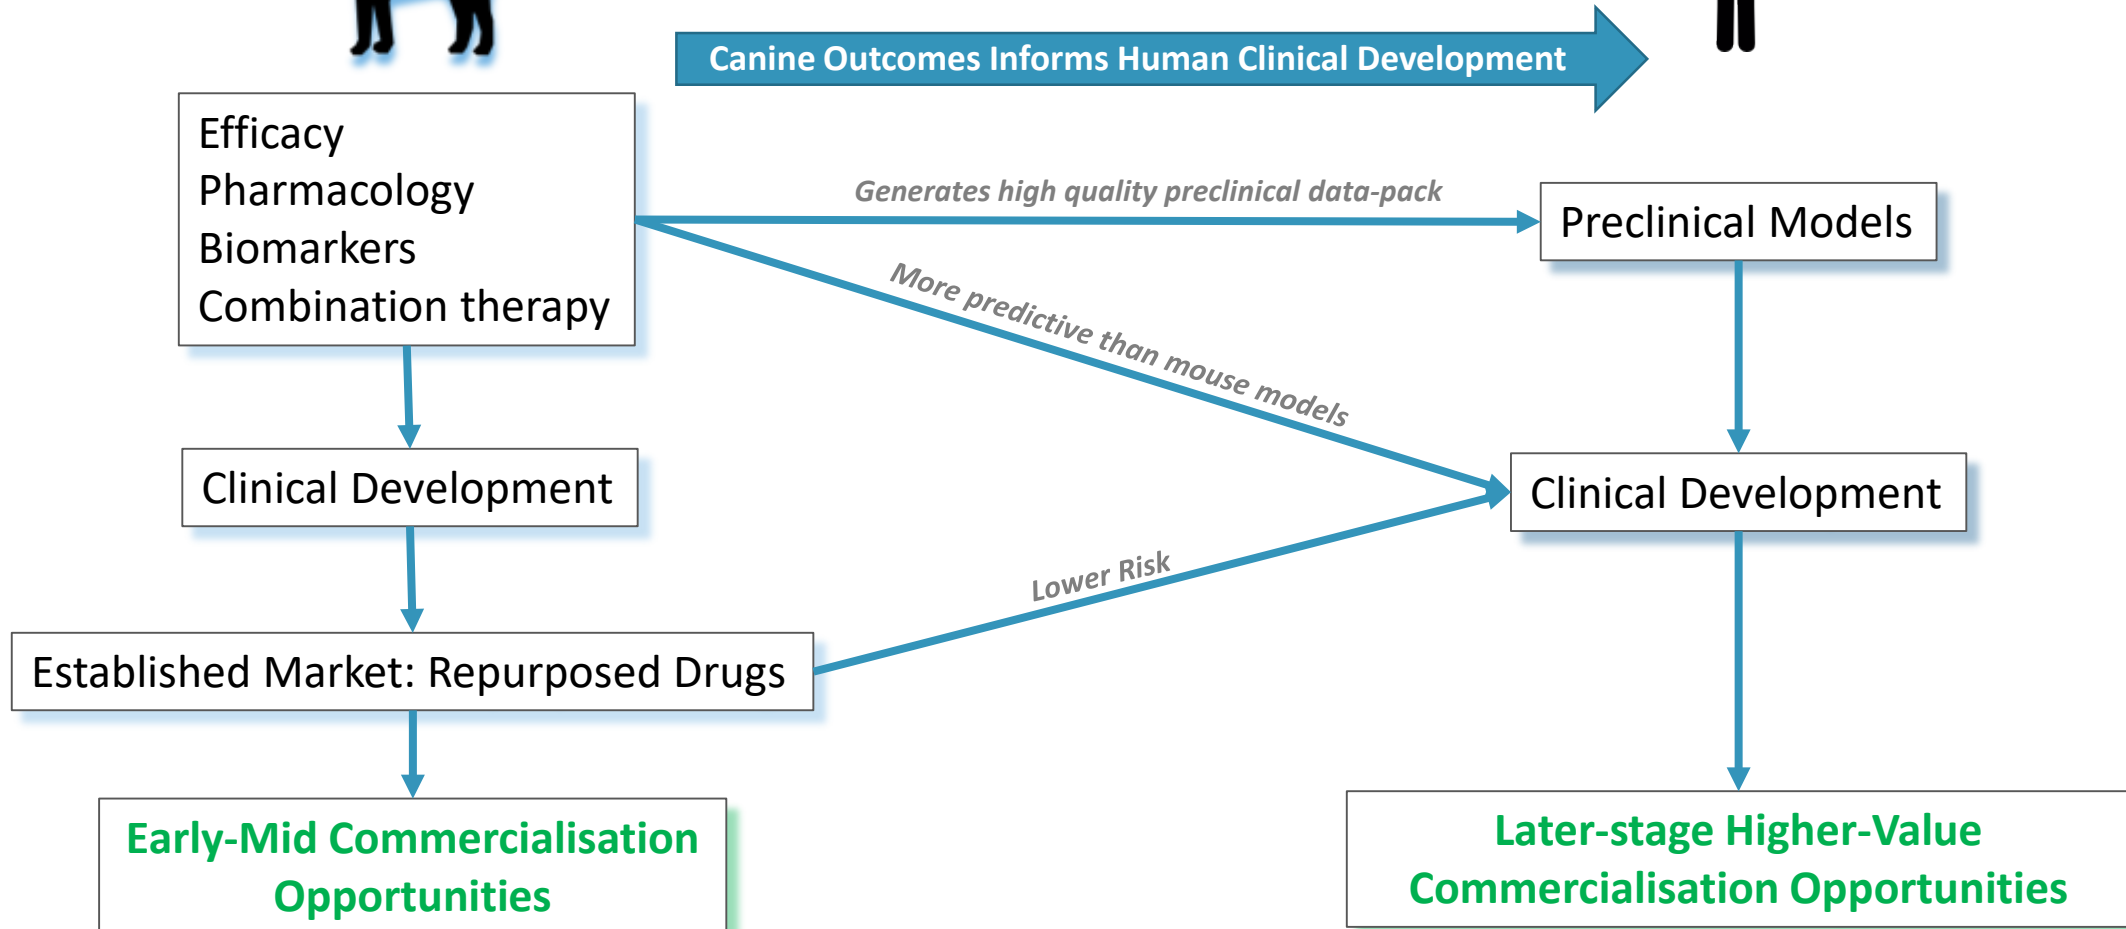 Canine Outcomes Informs Human Clinical Development
Efficacy
Pharmacology
Biomarkers
Combination therapy
Generates high quality preclinical data-pack
Preclinical Models
More predictive than mouse models
Clinical Development
Clinical Development
Lower Risk
Established Market: Repurposed Drugs
Early-Mid Commercialisation
Opportunities
Later-stage Higher-Value
Commercialisation Opportunities